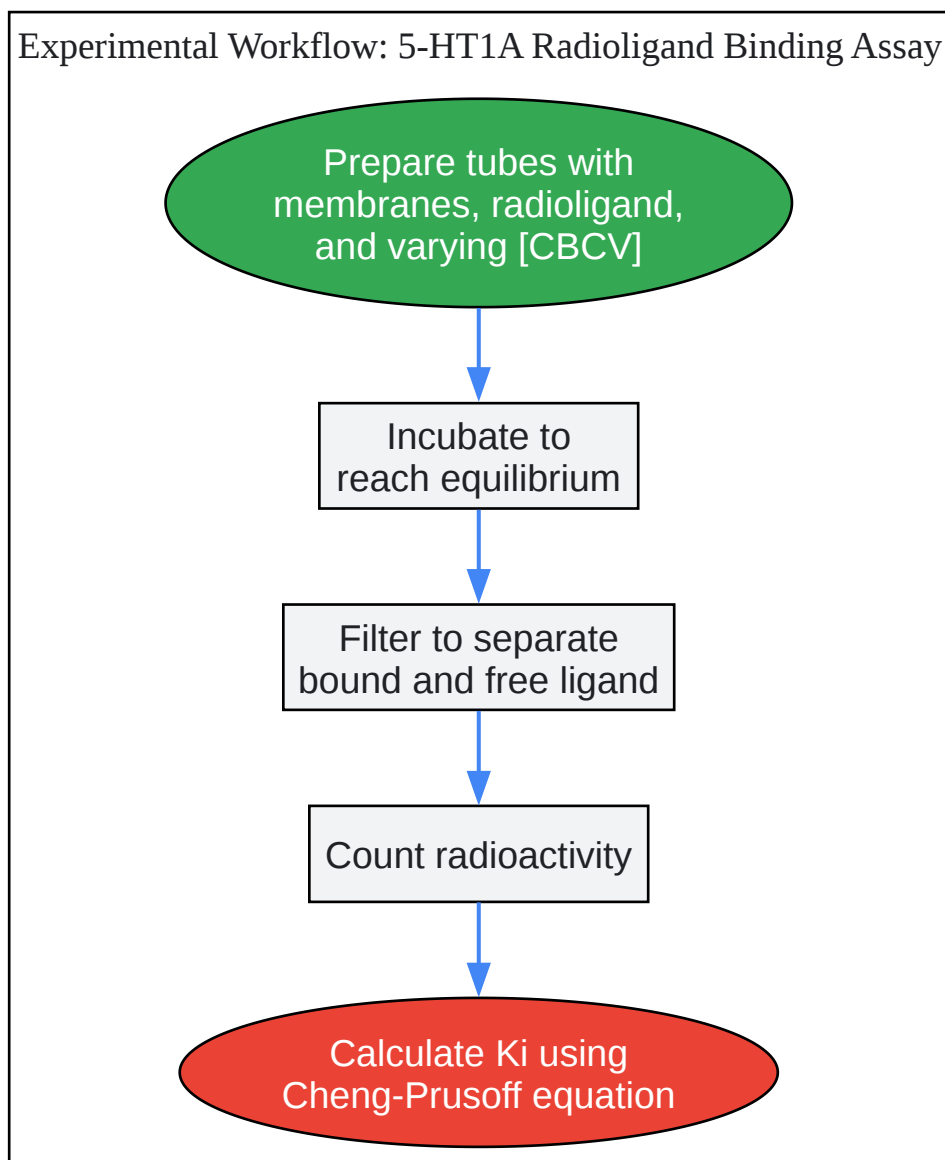 Experimental Workflow: 5-HT1A Radioligand Binding Assay
Prepare tubes with
membranes, radioligand,
and varying [CBCV]
Incubate to
reach equilibrium
Filter to separate
bound and free ligand
Count radioactivity
Calculate Ki using
Cheng-Prusoff equation